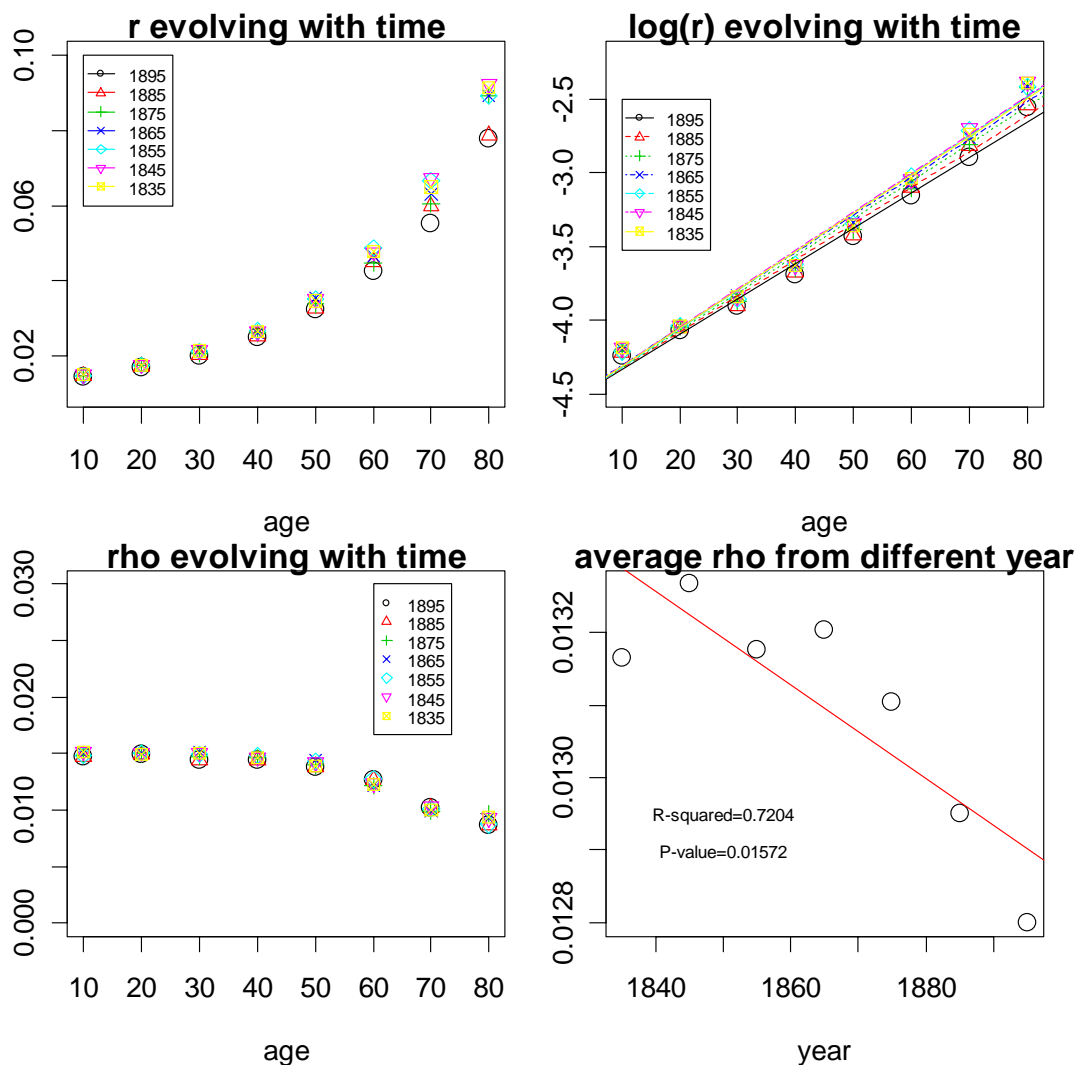 r evolving with time
0.10
0.06
0.02
1895
1885
1875
1865
1855
1845
1835
10 20 30 40 50 60 70 80
age
log(r) evolving with time
-2.5
-3.0
-3.5
-4.0
-4.5
1895
1885
1875
1865
1855
1845
1835
10 20 30 40 50 60 70 80
age
rho evolving with time
0.030
0.020
0.010
0.000
1895
1885
1875
1865
1855
1845
1835
10 20 30 40 50 60 70 80
age
average rho from different year
0.0132
0.0130
0.0128
R-squared=0.7204
P-value=0.01572
1840 1860 1880
year